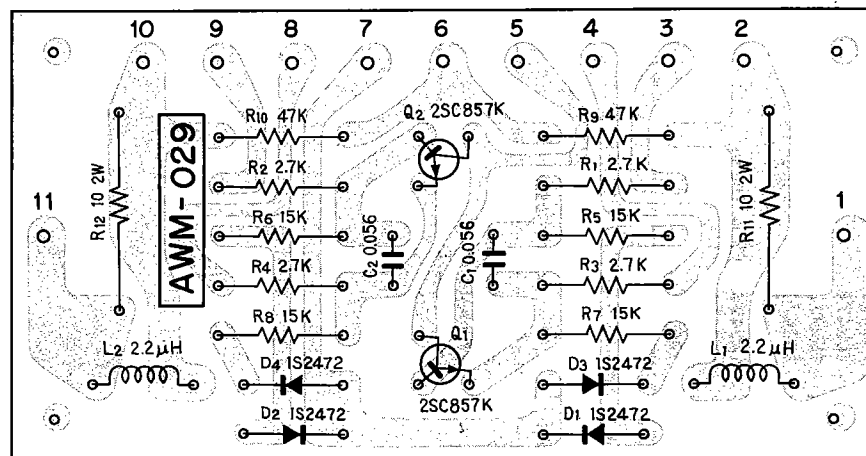 10 9 8 7 6 5 4 3 2
R10 47K
Q2 2SC857K
R9 47K
R2 2.7K
R1 2.7K
R12 10 2W
AWM-029
R11 10 2W
11
R6 15K
C2 0.056
C1 0.056
R5 15K
1
R4 2.7K
R3 2.7K
R8 15K
Q1
R7 15K
L2 2.2μH
D4 1S2472
D3 1S2472
L1 2.2μH
2SC857K
D2 1S2472
D1 1S2472